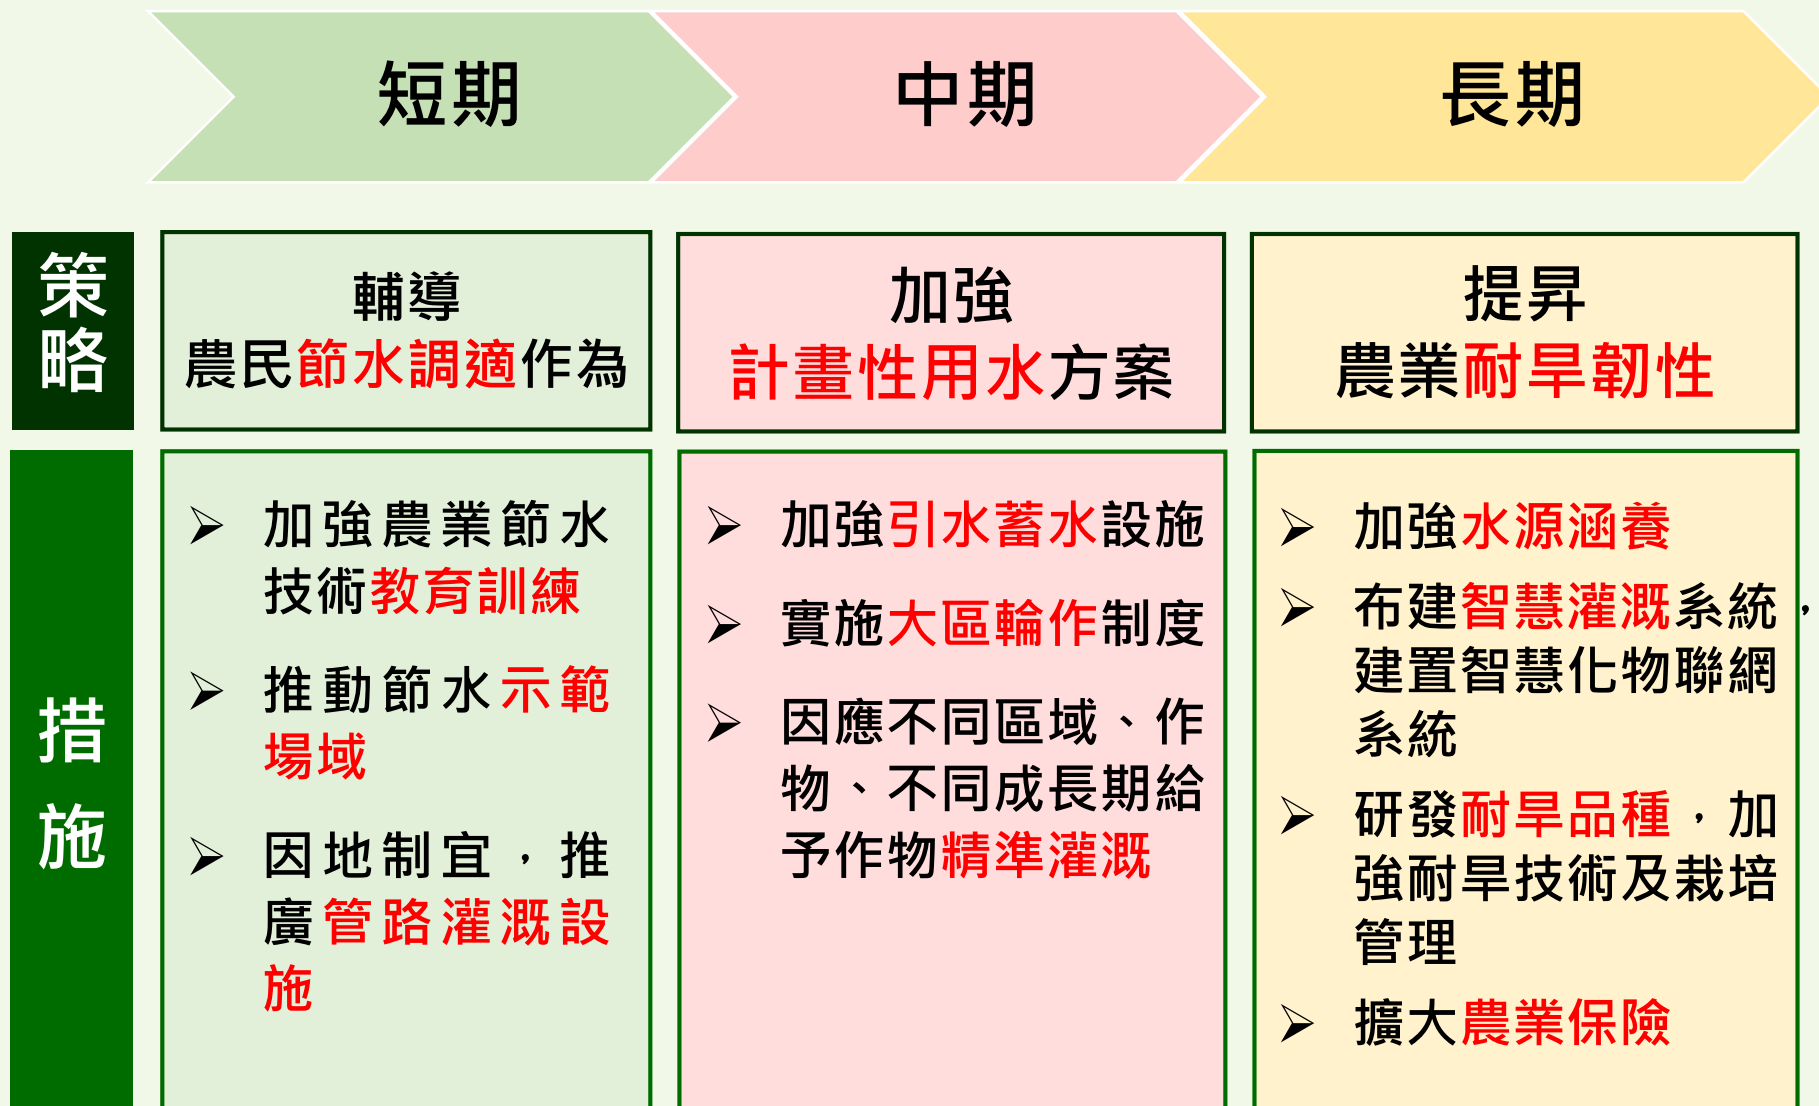 短期
中期
長期
策
略
輔導
農民節水調適作為
加強
計畫性用水方案
提昇
農業耐旱韌性
措
施
➢ 加強農業節水
技術教育訓練
➢ 推動節水示範
場域
➢ 因地制宜，推
廣管路灌溉設
施
➢ 加強引水蓄水設施
➢ 實施大區輪作制度
➢ 因應不同區域、作
物、不同成長期給
予作物精準灌溉
➢ 加強水源涵養
➢ 布建智慧灌溉系統，
建置智慧化物聯網
系統
➢ 研發耐旱品種，加
強耐旱技術及栽培
管理
➢ 擴大農業保險